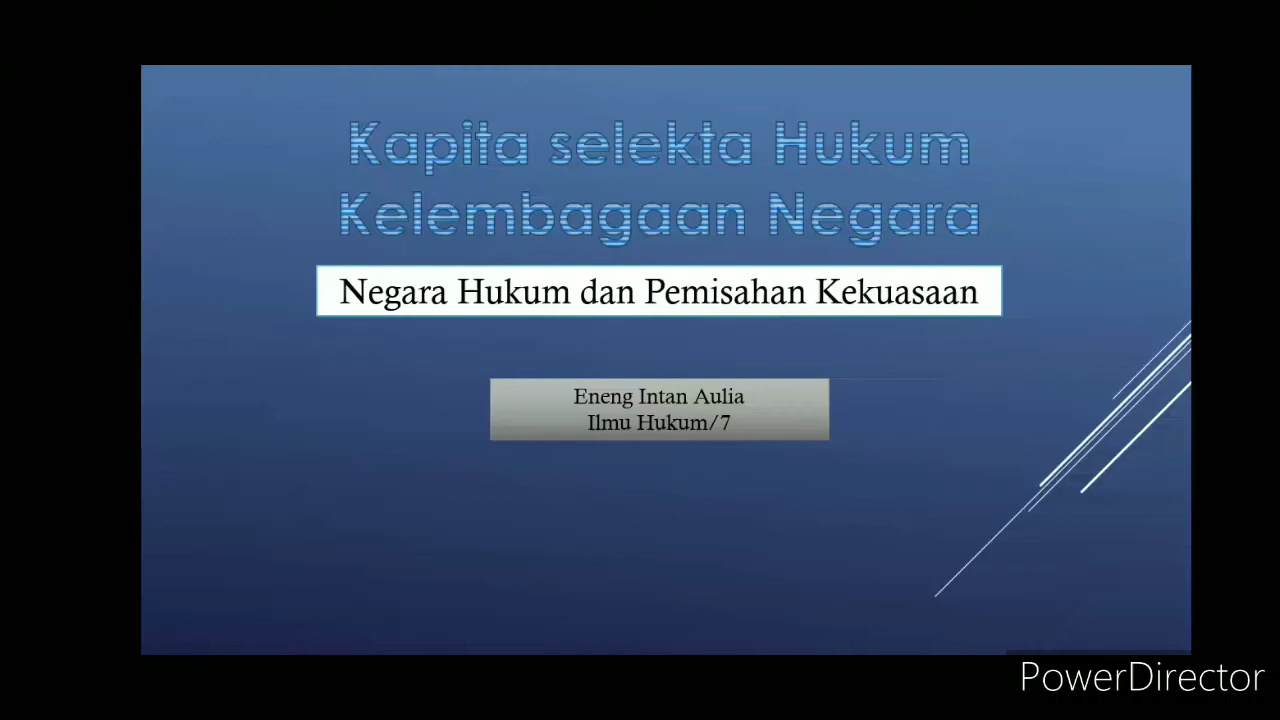 Kapita selekta Hukum
Kelembagaan Negara
Negara Hukum dan Pemisahan Kekuasaan
Eneng Intan Aulia
Ilmu Hukum/7
PowerDirector